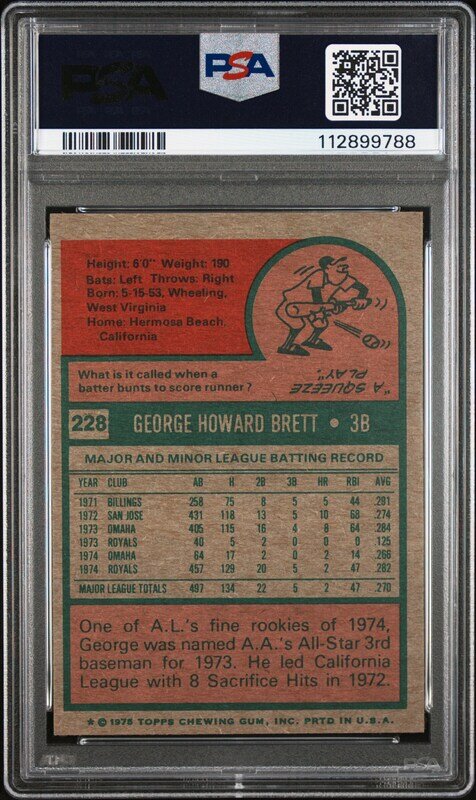 PSA
PSA
112899788
Height: 6'0" Weight: 190
Bats: Left Throws: Right
Born: 5-15-53, Wheeling,
West Virginia
Home: Hermosa Beach,
California
What is it called when a
batter bunts to score runner?
"A SQUEEZE
PLAY".
228 GEORGE HOWARD BRETT • 3B
MAJOR AND MINOR LEAGUE BATTING RECORD
YEAR CLUB AB H 2B 3B HR RBI AVG
1971 BILLINGS 258 75 8 5 5 44 .291
1972 SAN JOSE 431 118 13 5 10 68 .274
1973 OMAHA 405 115 16 4 8 64 .284
1973 ROYALS 40 5 2 0 0 0 .125
1974 OMAHA 64 17 2 0 2 14 .266
1974 ROYALS 457 129 20 5 2 47 .282
MAJOR LEAGUE TOTALS 497 134 22 5 2 47 .270
One of A.L.'s fine rookies of 1974,
George was named A.A.'s All-Star 3rd
baseman for 1973. He led California
League with 8 Sacrifice Hits in 1972.
* © 1975 TOPPS CHEWING GUM, INC. PRTD IN U.S.A.
PSA